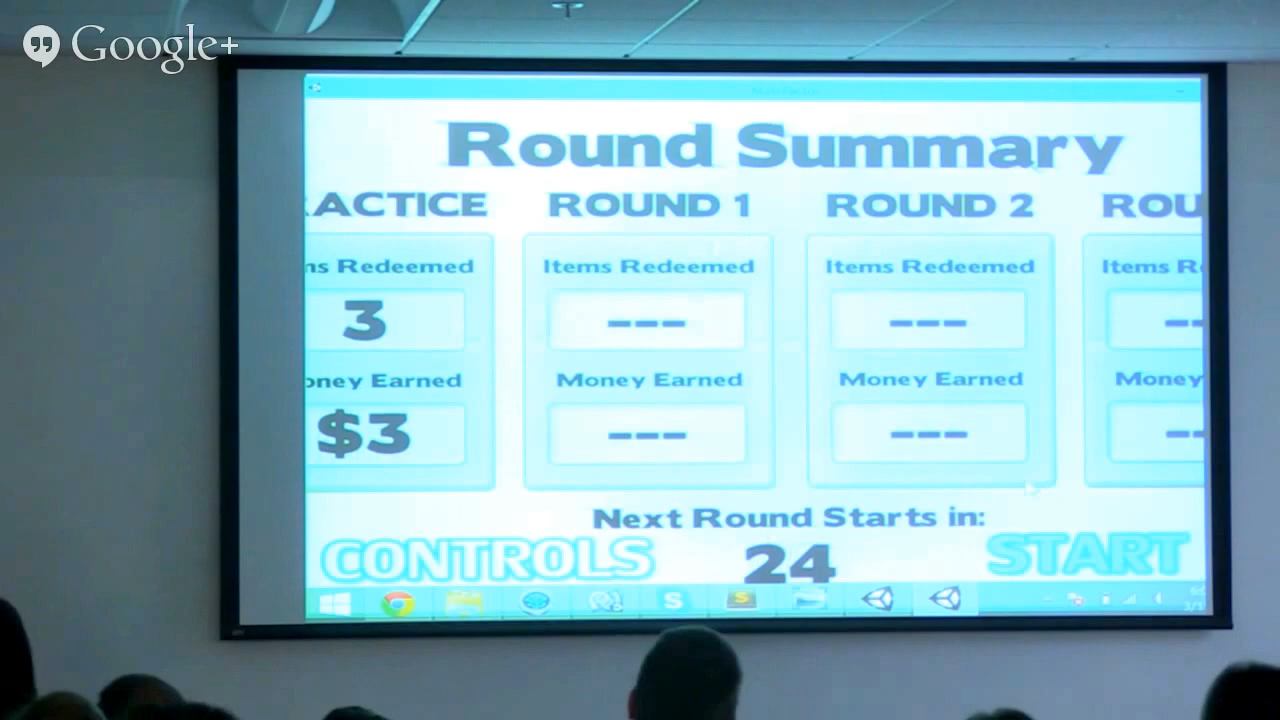 Google+
Round Summary
ACTICE ROUND 1 ROUND 2 ROU
ns Redeemed Items Redeemed Items Redeemed Items R
3 --- --- --
oney Earned Money Earned Money Earned Money
$3 --- --- --
Next Round Starts in:
CONTROLS 24 START